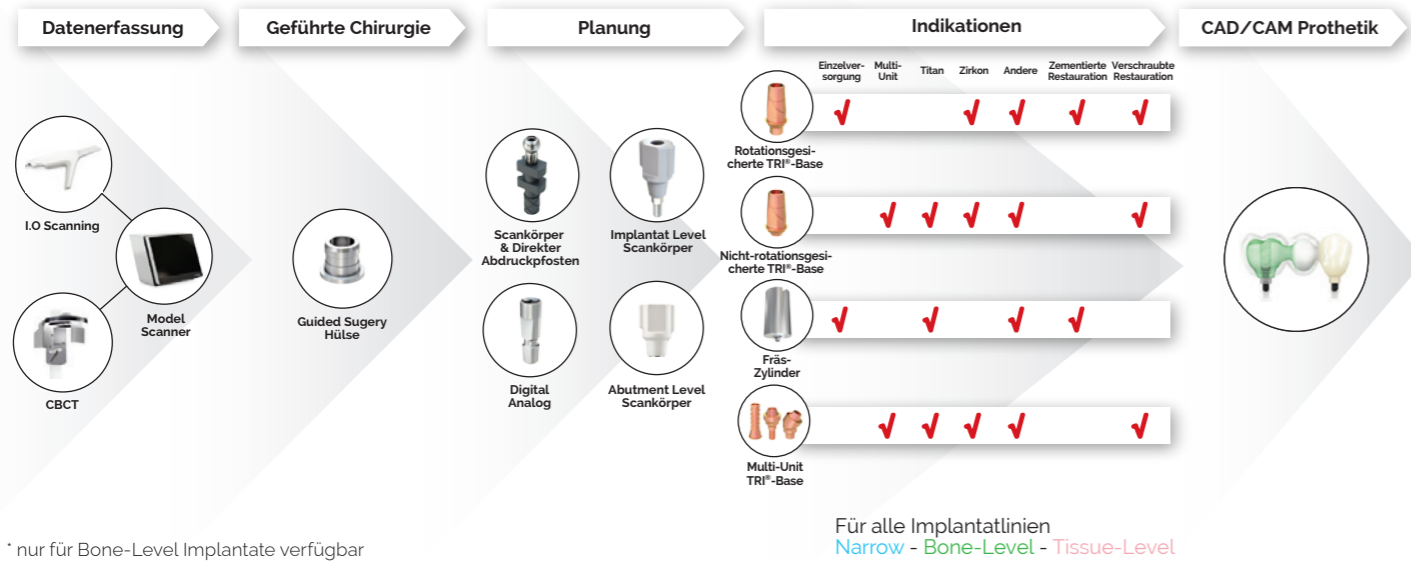 Datenerfassung
Geführte Chirurgie
Planung
Indikationen
CAD/CAM Prothetik
Einzelver-
sorgung
Multi-
Unit
Titan
Zirkon
Andere
Zementierte
Restauration
Verschraubte
Restauration
I.O Scanning
Model
Scanner
CBCT
Guided Sugery
Hülse
Scankörper
& Direkter
Abdruckpfosten
Implantat Level
Scankörper
Digital
Analog
Abutment Level
Scankörper
Rotationsgesi-
cherte TRI®-Base
Nicht-rotationsgesi-
cherte TRI®-Base
Fräs-
Zylinder
Multi-Unit
TRI®-Base
* nur für Bone-Level Implantate verfügbar
Für alle Implantatlinien
Narrow - Bone-Level - Tissue-Level